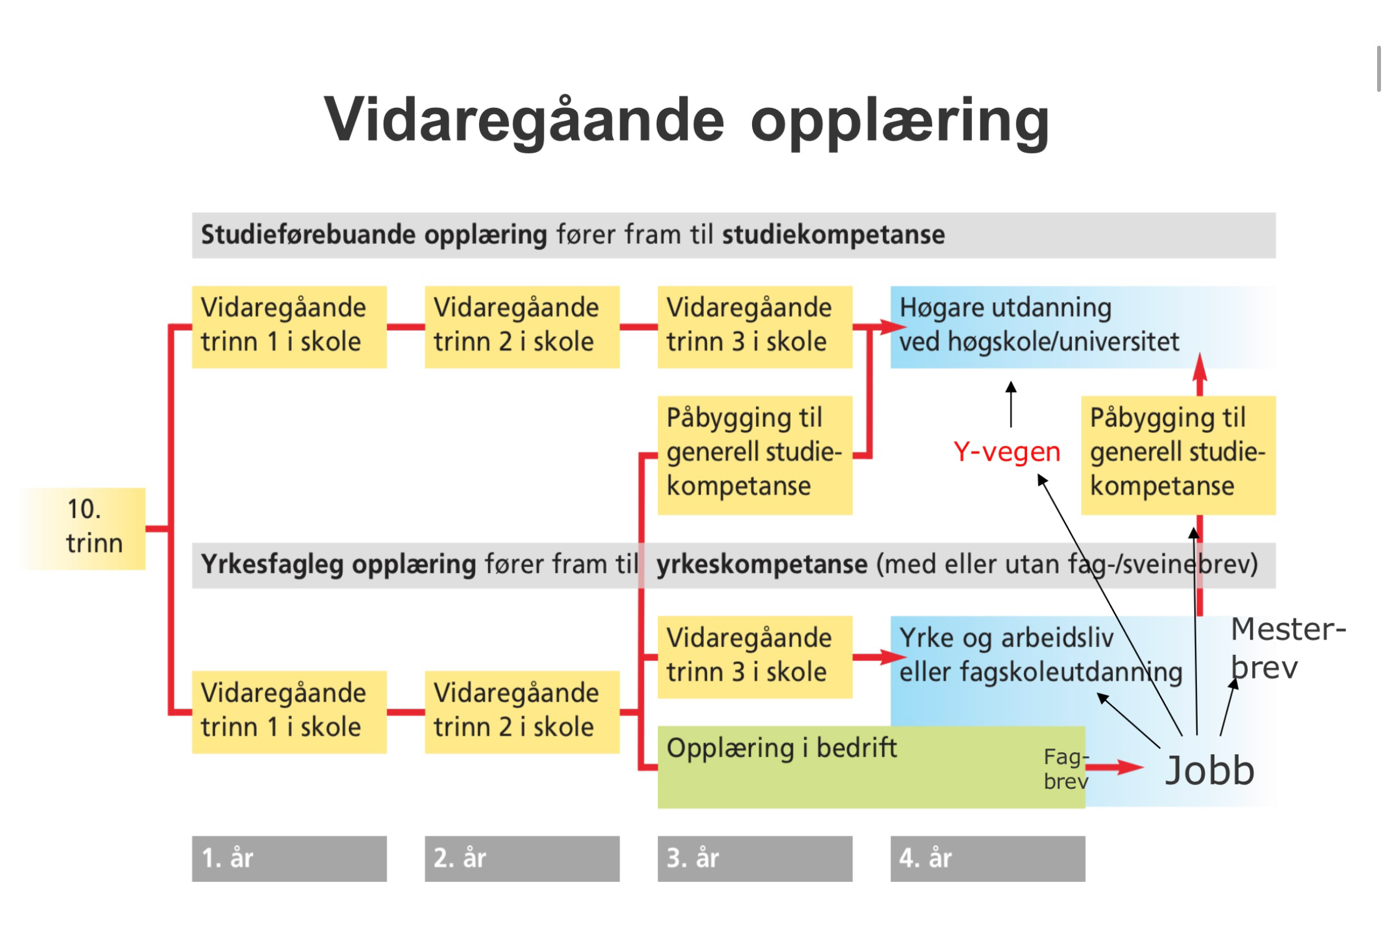 Vidaregåande opplæring
Studieførebuande opplæring fører fram til studiekompetanse
Vidaregåande
trinn 1 i skole
Vidaregåande
trinn 2 i skole
Vidaregåande
trinn 3 i skole
Høgare utdanning
ved høgskole/universitet
Påbygging til
generell studie-
kompetanse
Y-vegen
Påbygging til
generell studie-
kompetanse
10.
trinn
Yrkesfagleg opplæring fører fram til yrkeskompetanse (med eller utan fag-/sveinebrev)
Vidaregåande
trinn 1 i skole
Vidaregåande
trinn 2 i skole
Vidaregåande
trinn 3 i skole
Yrke og arbeidsliv
eller fagskoleutdanning
Mester-
brev
Opplæring i bedrift
Fag-
brev
Jobb
1. år
2. år
3. år
4. år